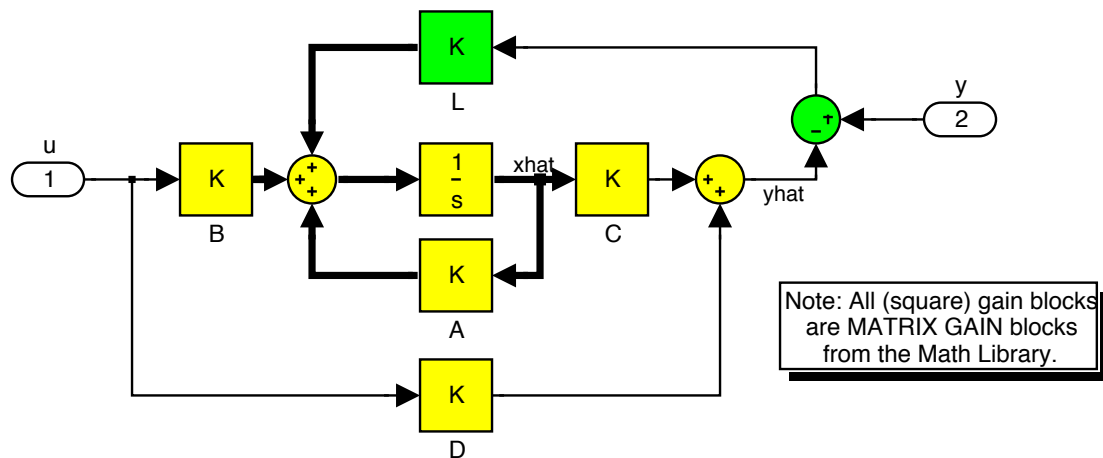 K
L
y
2
+
-
u
1
K
B
+
+
+
1
s
xhat
K
C
+
+
yhat
K
A
Note: All (square) gain blocks
are MATRIX GAIN blocks
from the Math Library.
K
D